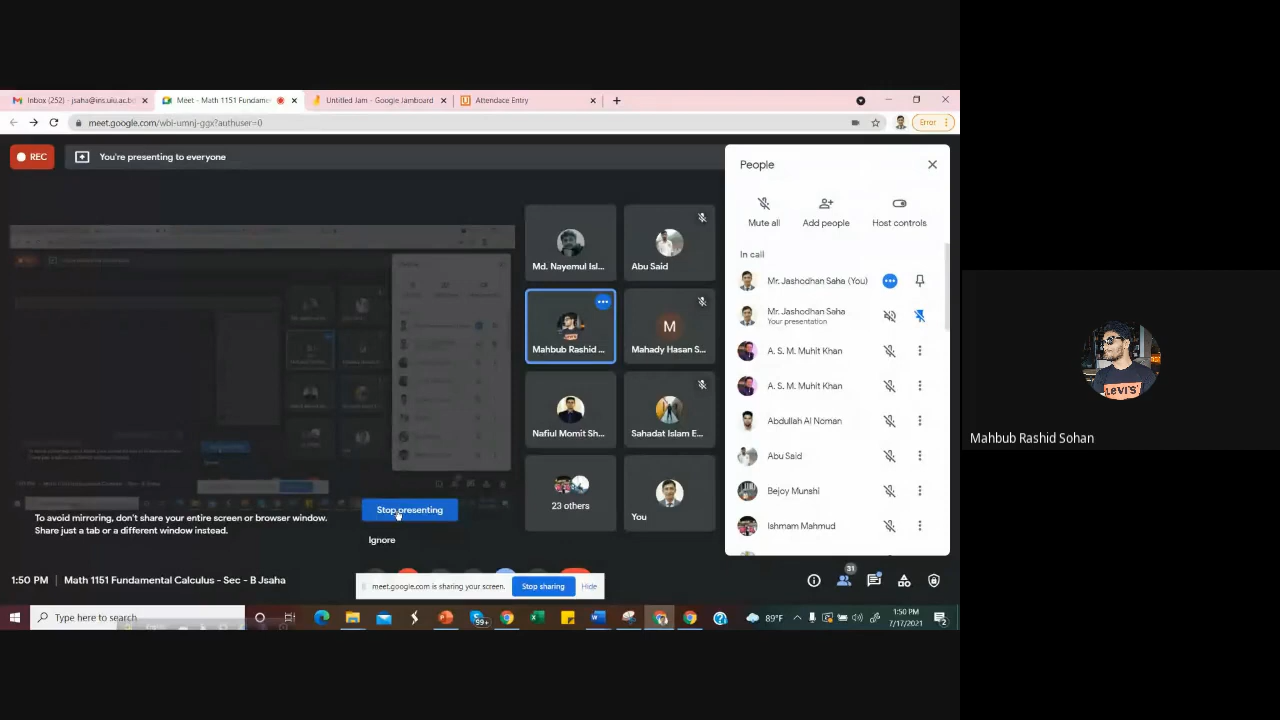 Inbox (252) - jsaha@ins.uiu.ac.bd
Meet - Math 1151 Fundame
Untitled Jam - Google Jamboard
Attendace Entry
meet.google.com/wbi-umnj-ggx?authuser=0
Error
REC
You're presenting to everyone
People
Mute all
Add people
Host controls
In call
Mr. Jashodhan Saha (You)
Mr. Jashodhan Saha
Your presentation
A. S. M. Muhit Khan
A. S. M. Muhit Khan
Abdullah Al Noman
Abu Said
Bejoy Munshi
Ishmam Mahmud
Md. Nayemul Isl...
Abu Said
Mahbub Rashid ...
M
Mahady Hasan S...
Nafiul Momit Sh...
Sahadat Islam E...
23 others
You
LEVI'S
Mahbub Rashid Sohan
To avoid mirroring, don't share your entire screen or browser window.
Share just a tab or a different window instead.
Stop presenting
Ignore
1:50 PM | Math 1151 Fundamental Calculus - Sec - B Jsaha
meet.google.com is sharing your screen.
Stop sharing
Hide
31
Type here to search
99+
89°F
1:50 PM
7/17/2021
2